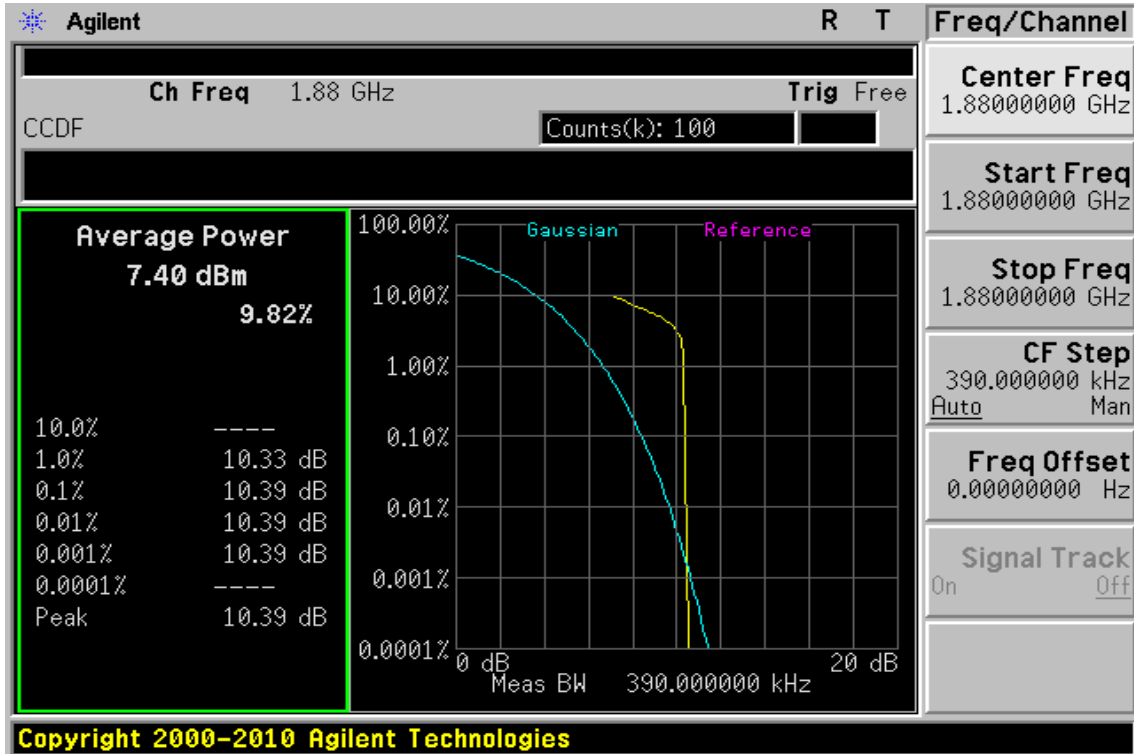 Agilent R T
Ch Freq 1.88 GHz Trig Free
CCDF Counts(k): 100
Average Power
7.40 dBm
9.82%
10.0% ----
1.0% 10.33 dB
0.1% 10.39 dB
0.01% 10.39 dB
0.001% 10.39 dB
0.0001% ----
Peak 10.39 dB
Gaussian Reference
100.00%
10.00%
1.00%
0.10%
0.01%
0.001%
0.0001%
0 dB 20 dB
Meas BW 390.000000 kHz
Freq/Channel
Center Freq
1.88000000 GHz
Start Freq
1.88000000 GHz
Stop Freq
1.88000000 GHz
CF Step
390.000000 kHz
Auto Man
Freq Offset
0.00000000 Hz
Signal Track
On Off
Copyright 2000-2010 Agilent Technologies